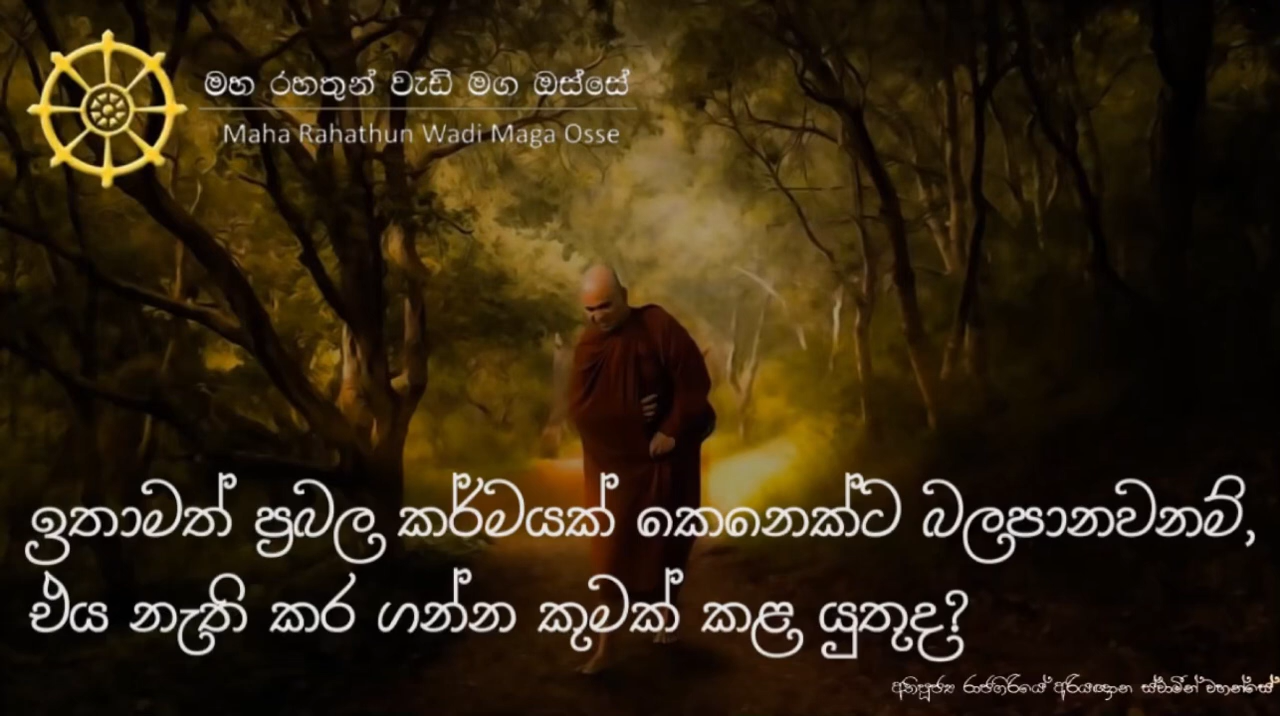 මහ රහතුන් වැඩි මග ඔස්සේ
Maha Rahathun Wadi Maga Osse
ඉතාමත් ප්‍රබල කර්මයක් කෙනෙක්ට බලපානවනම්,
එය නැති කර ගන්න කුමක් කළ යුතුද?
අතිපූජ්‍ය රාජගිරියේ අරියඤාන ස්වාමීන් වහන්සේ